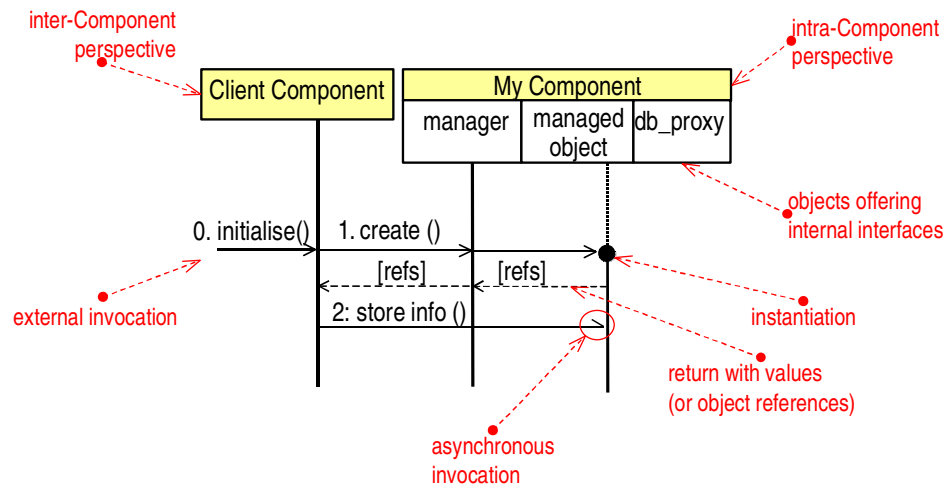 inter-Component
perspective
intra-Component
perspective
Client Component
My Component
manager
managed
object
db_proxy
objects offering
internal interfaces
0. initialise()
1. create ()
[refs]
[refs]
external invocation
2: store info ()
instantiation
return with values
(or object references)
asynchronous
invocation